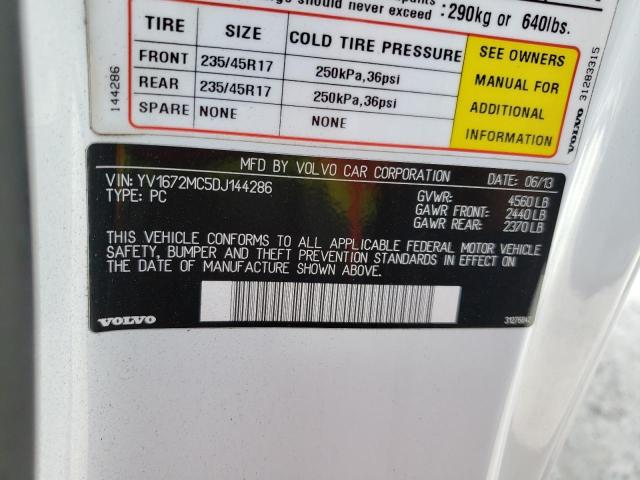 should never exceed : 290kg or 640lbs.
TIRE SIZE COLD TIRE PRESSURE
FRONT 235/45R17 250kPa,36psi
REAR 235/45R17 250kPa,36psi
SPARE NONE NONE
SEE OWNERS
MANUAL FOR
ADDITIONAL
INFORMATION
144286
VOLVO 31283315
MFD BY VOLVO CAR CORPORATION
DATE: 06/13
VIN: YV1672MC5DJ144286
TYPE: PC
GVWR: 4560 LB
GAWR FRONT: 2440 LB
GAWR REAR: 2370 LB
THIS VEHICLE CONFORMS TO ALL APPLICABLE FEDERAL MOTOR VEHICLE
SAFETY, BUMPER AND THEFT PREVENTION STANDARDS IN EFFECT ON
THE DATE OF MANUFACTURE SHOWN ABOVE.
VOLVO